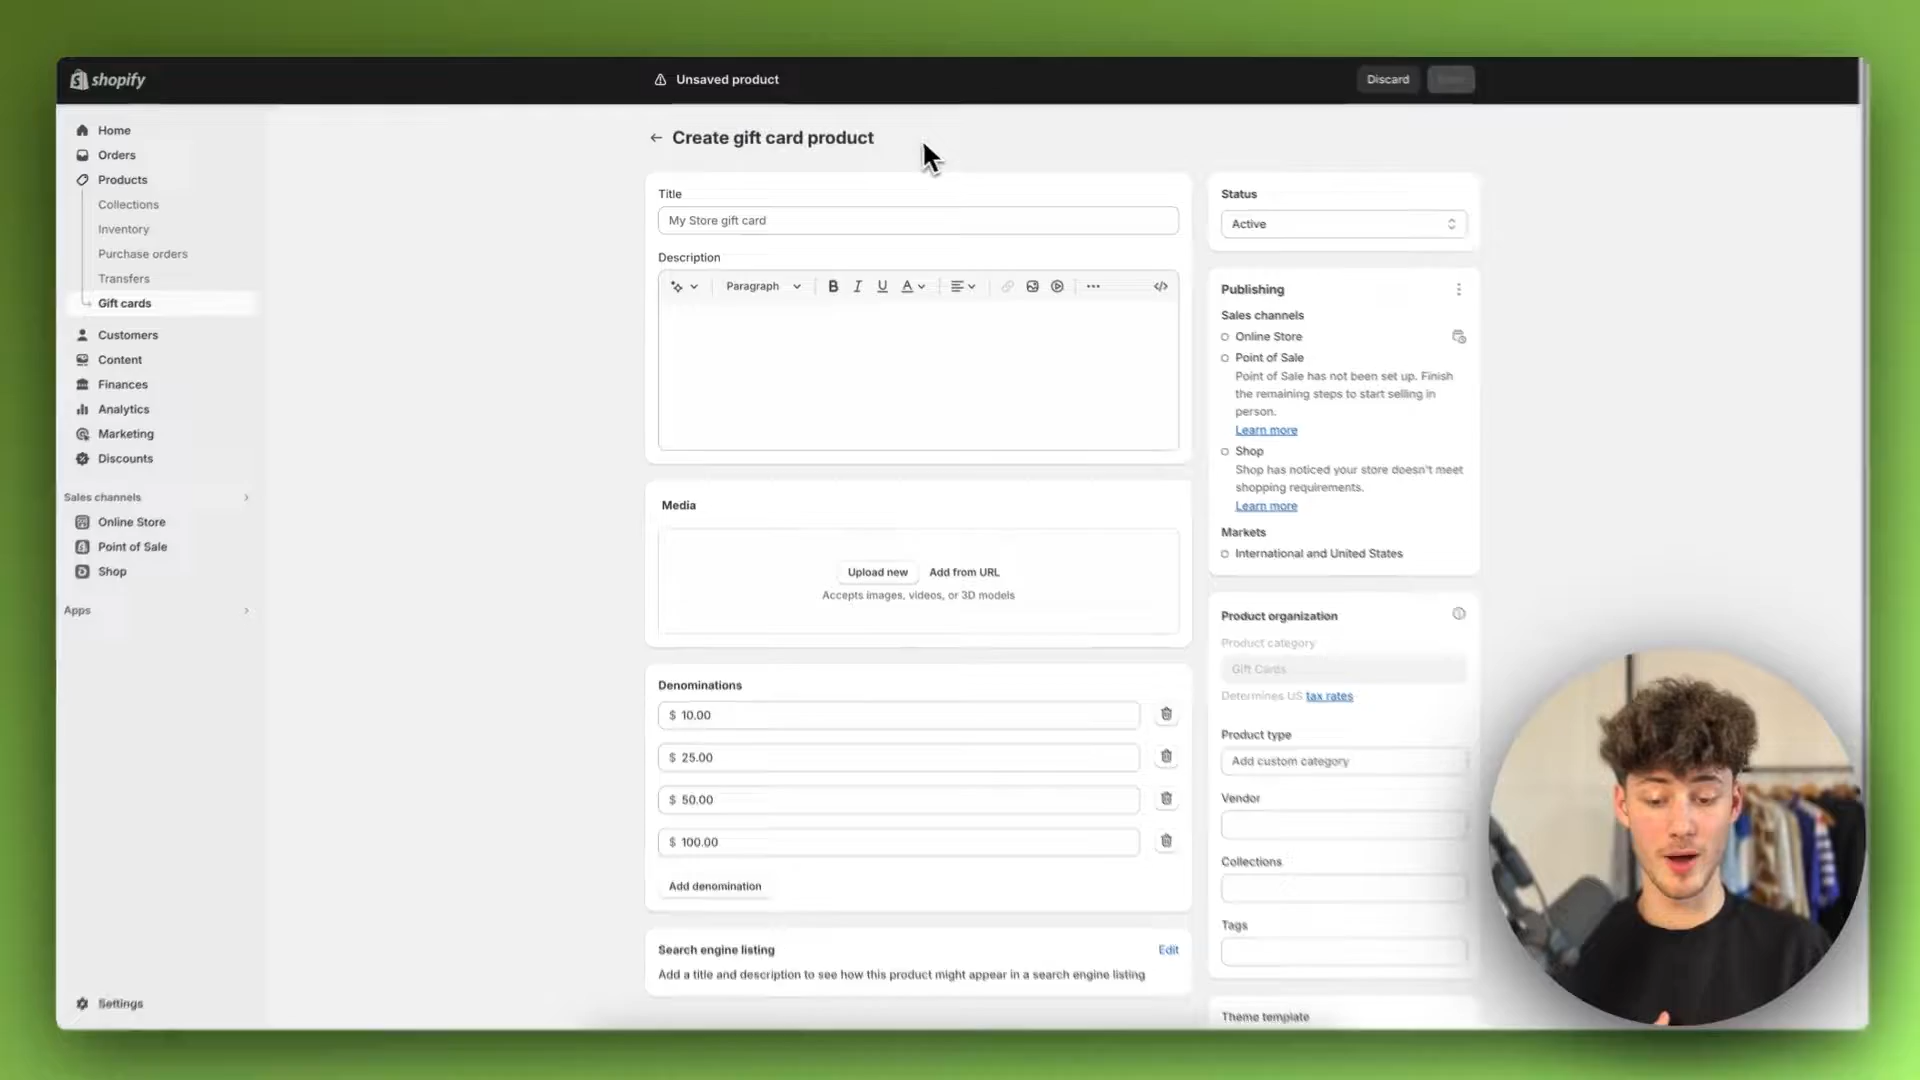 shopify
Unsaved product
Discard
Home
Orders
Products
Collections
Inventory
Purchase orders
Transfers
Gift cards
Customers
Content
Finances
Analytics
Marketing
Discounts
Sales channels
Online Store
Point of Sale
Shop
Apps
Settings
Create gift card product
Title
My Store gift card
Description
Paragraph
B I U A
Media
Upload new Add from URL
Accepts images, videos, or 3D models
Denominations
$ 10.00
$ 25.00
$ 50.00
$ 100.00
Add denomination
Search engine listing Edit
Add a title and description to see how this product might appear in a search engine listing
Status
Active
Publishing
Sales channels
Online Store
Point of Sale
Point of Sale has not been set up. Finish
the remaining steps to start selling in
person.
Learn more
Shop
Shop has noticed your store doesn't meet
shopping requirements.
Learn more
Markets
International and United States
Product organization
Product category
Gift Cards
Determines US tax rates
Product type
Add custom category
Vendor
Collections
Tags
Theme template